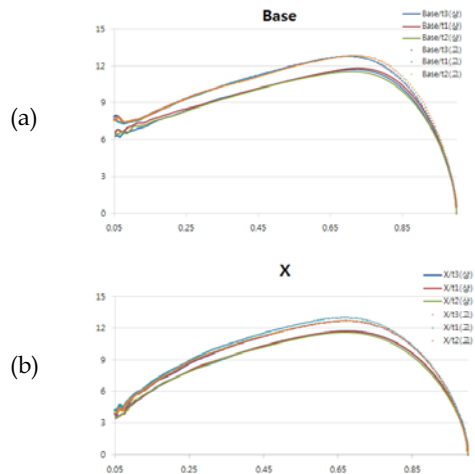 Base
(a)
15
12
9
6
3
0
0.05
0.25
0.45
0.65
0.85
Base/t3(상)
Base/t1(상)
Base/t2(상)
Base/t3(고)
Base/t1(고)
Base/t2(고)
X
(b)
15
12
9
6
3
0
0.05
0.25
0.45
0.65
0.85
X/t3(상)
X/t1(상)
X/t2(상)
X/t3(고)
X/t1(고)
X/t2(고)